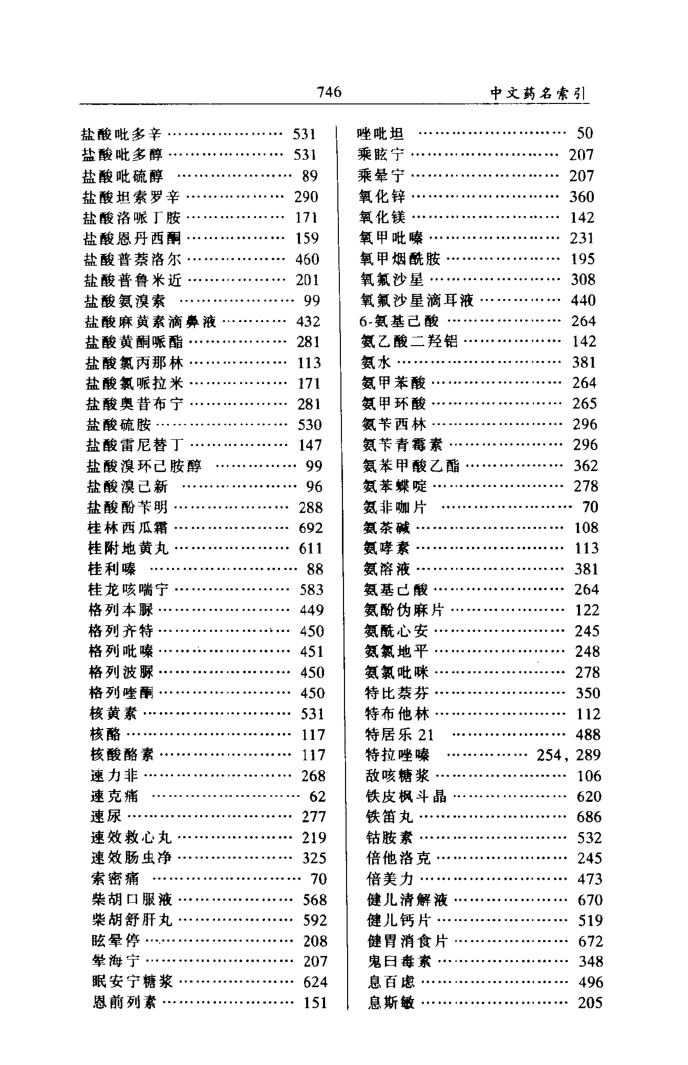 746 中文药名索引
盐酸吡多辛 …………………… 531
盐酸吡多醇 …………………… 531
盐酸吡硫醇 …………………… 89
盐酸坦索罗辛 ………………… 290
盐酸洛哌丁胺 ………………… 171
盐酸恩丹西酮 ………………… 159
盐酸普萘洛尔 ………………… 460
盐酸普鲁米近 ………………… 201
盐酸氨溴索 …………………… 99
盐酸麻黄素滴鼻液 …………… 432
盐酸黄酮哌酯 ………………… 281
盐酸氯丙那林 ………………… 113
盐酸氯哌拉米 ………………… 171
盐酸奥昔布宁 ………………… 281
盐酸硫胺 ……………………… 530
盐酸雷尼替丁 ………………… 147
盐酸溴环己胺醇 ……………… 99
盐酸溴己新 …………………… 96
盐酸酚苄明 …………………… 288
桂林西瓜霜 …………………… 692
桂附地黄丸 …………………… 611
桂利嗪 ………………………… 88
桂龙咳喘宁 …………………… 583
格列本脲 ……………………… 449
格列齐特 ……………………… 450
格列吡嗪 ……………………… 451
格列波脲 ……………………… 450
格列喹酮 ……………………… 450
核黄素 ………………………… 531
核酪 …………………………… 117
核酸酪素 ……………………… 117
速力非 ………………………… 268
速克痛 ………………………… 62
速尿 …………………………… 277
速效救心丸 …………………… 219
速效肠虫净 …………………… 325
索密痛 ………………………… 70
柴胡口服液 …………………… 568
柴胡舒肝丸 …………………… 592
眩晕停 ………………………… 208
晕海宁 ………………………… 207
眠安宁糖浆 …………………… 624
恩前列素 ……………………… 151
唑吡坦 ………………………… 50
乘眩宁 ………………………… 207
乘晕宁 ………………………… 207
氧化锌 ………………………… 360
氧化镁 ………………………… 142
氧甲吡嗪 ……………………… 231
氧甲烟酰胺 …………………… 195
氧氟沙星 ……………………… 308
氧氟沙星滴耳液 ……………… 440
6-氨基己酸 …………………… 264
氨乙酸二羟铝 ………………… 142
氨水 …………………………… 381
氨甲苯酸 ……………………… 264
氨甲环酸 ……………………… 265
氨苄西林 ……………………… 296
氨苄青霉素 …………………… 296
氨苯甲酸乙酯 ………………… 362
氨苯蝶啶 ……………………… 278
氨非咖片 ……………………… 70
氨茶碱 ………………………… 108
氨哮素 ………………………… 113
氨溶液 ………………………… 381
氨基己酸 ……………………… 264
氨酚伪麻片 …………………… 122
氨酰心安 ……………………… 245
氨氯地平 ……………………… 248
氨氯吡咪 ……………………… 278
特比萘芬 ……………………… 350
特布他林 ……………………… 112
特居乐 21 ……………………… 488
特拉唑嗪 ……………… 254, 289
敌咳糖浆 ……………………… 106
铁皮枫斗晶 …………………… 620
铁笛丸 ………………………… 686
钴胺素 ………………………… 532
倍他洛克 ……………………… 245
倍美力 ………………………… 473
健儿清解液 …………………… 670
健儿钙片 ……………………… 519
健胃消食片 …………………… 672
鬼臼毒素 ……………………… 348
息百虑 ………………………… 496
息斯敏 ………………………… 205